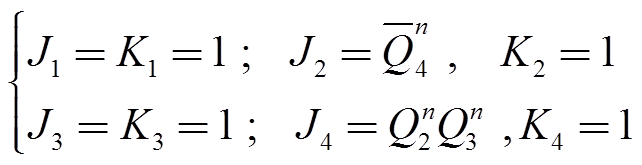 J₁ = K₁ = 1 ; J₂ = Q̅₄ⁿ , K₂ = 1
J₃ = K₃ = 1 ; J₄ = Q₂ⁿQ₃ⁿ , K₄ = 1